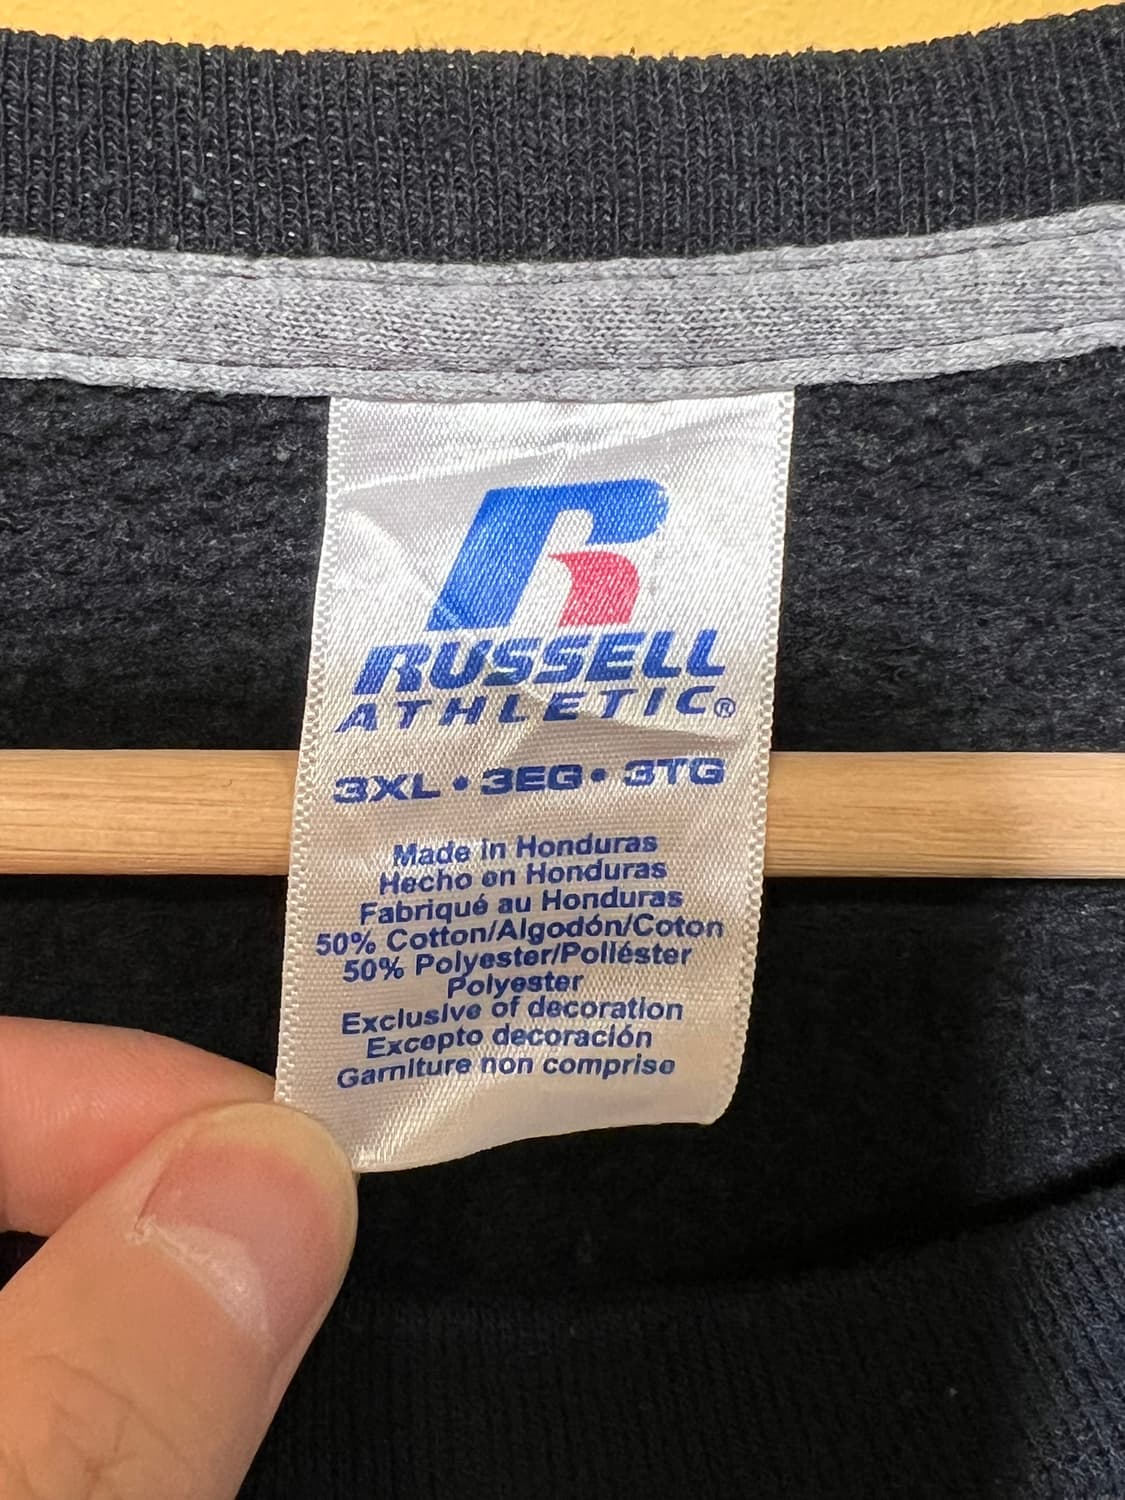 RUSSELL
ATHLETIC®
3XL • 3EG • 3TG
Made in Honduras
Hecho en Honduras
Fabriqué au Honduras
50% Cotton/Algodón/Coton
50% Polyester/Poliéster
Polyester
Exclusive of decoration
Excepto decoración
Garniture non comprise